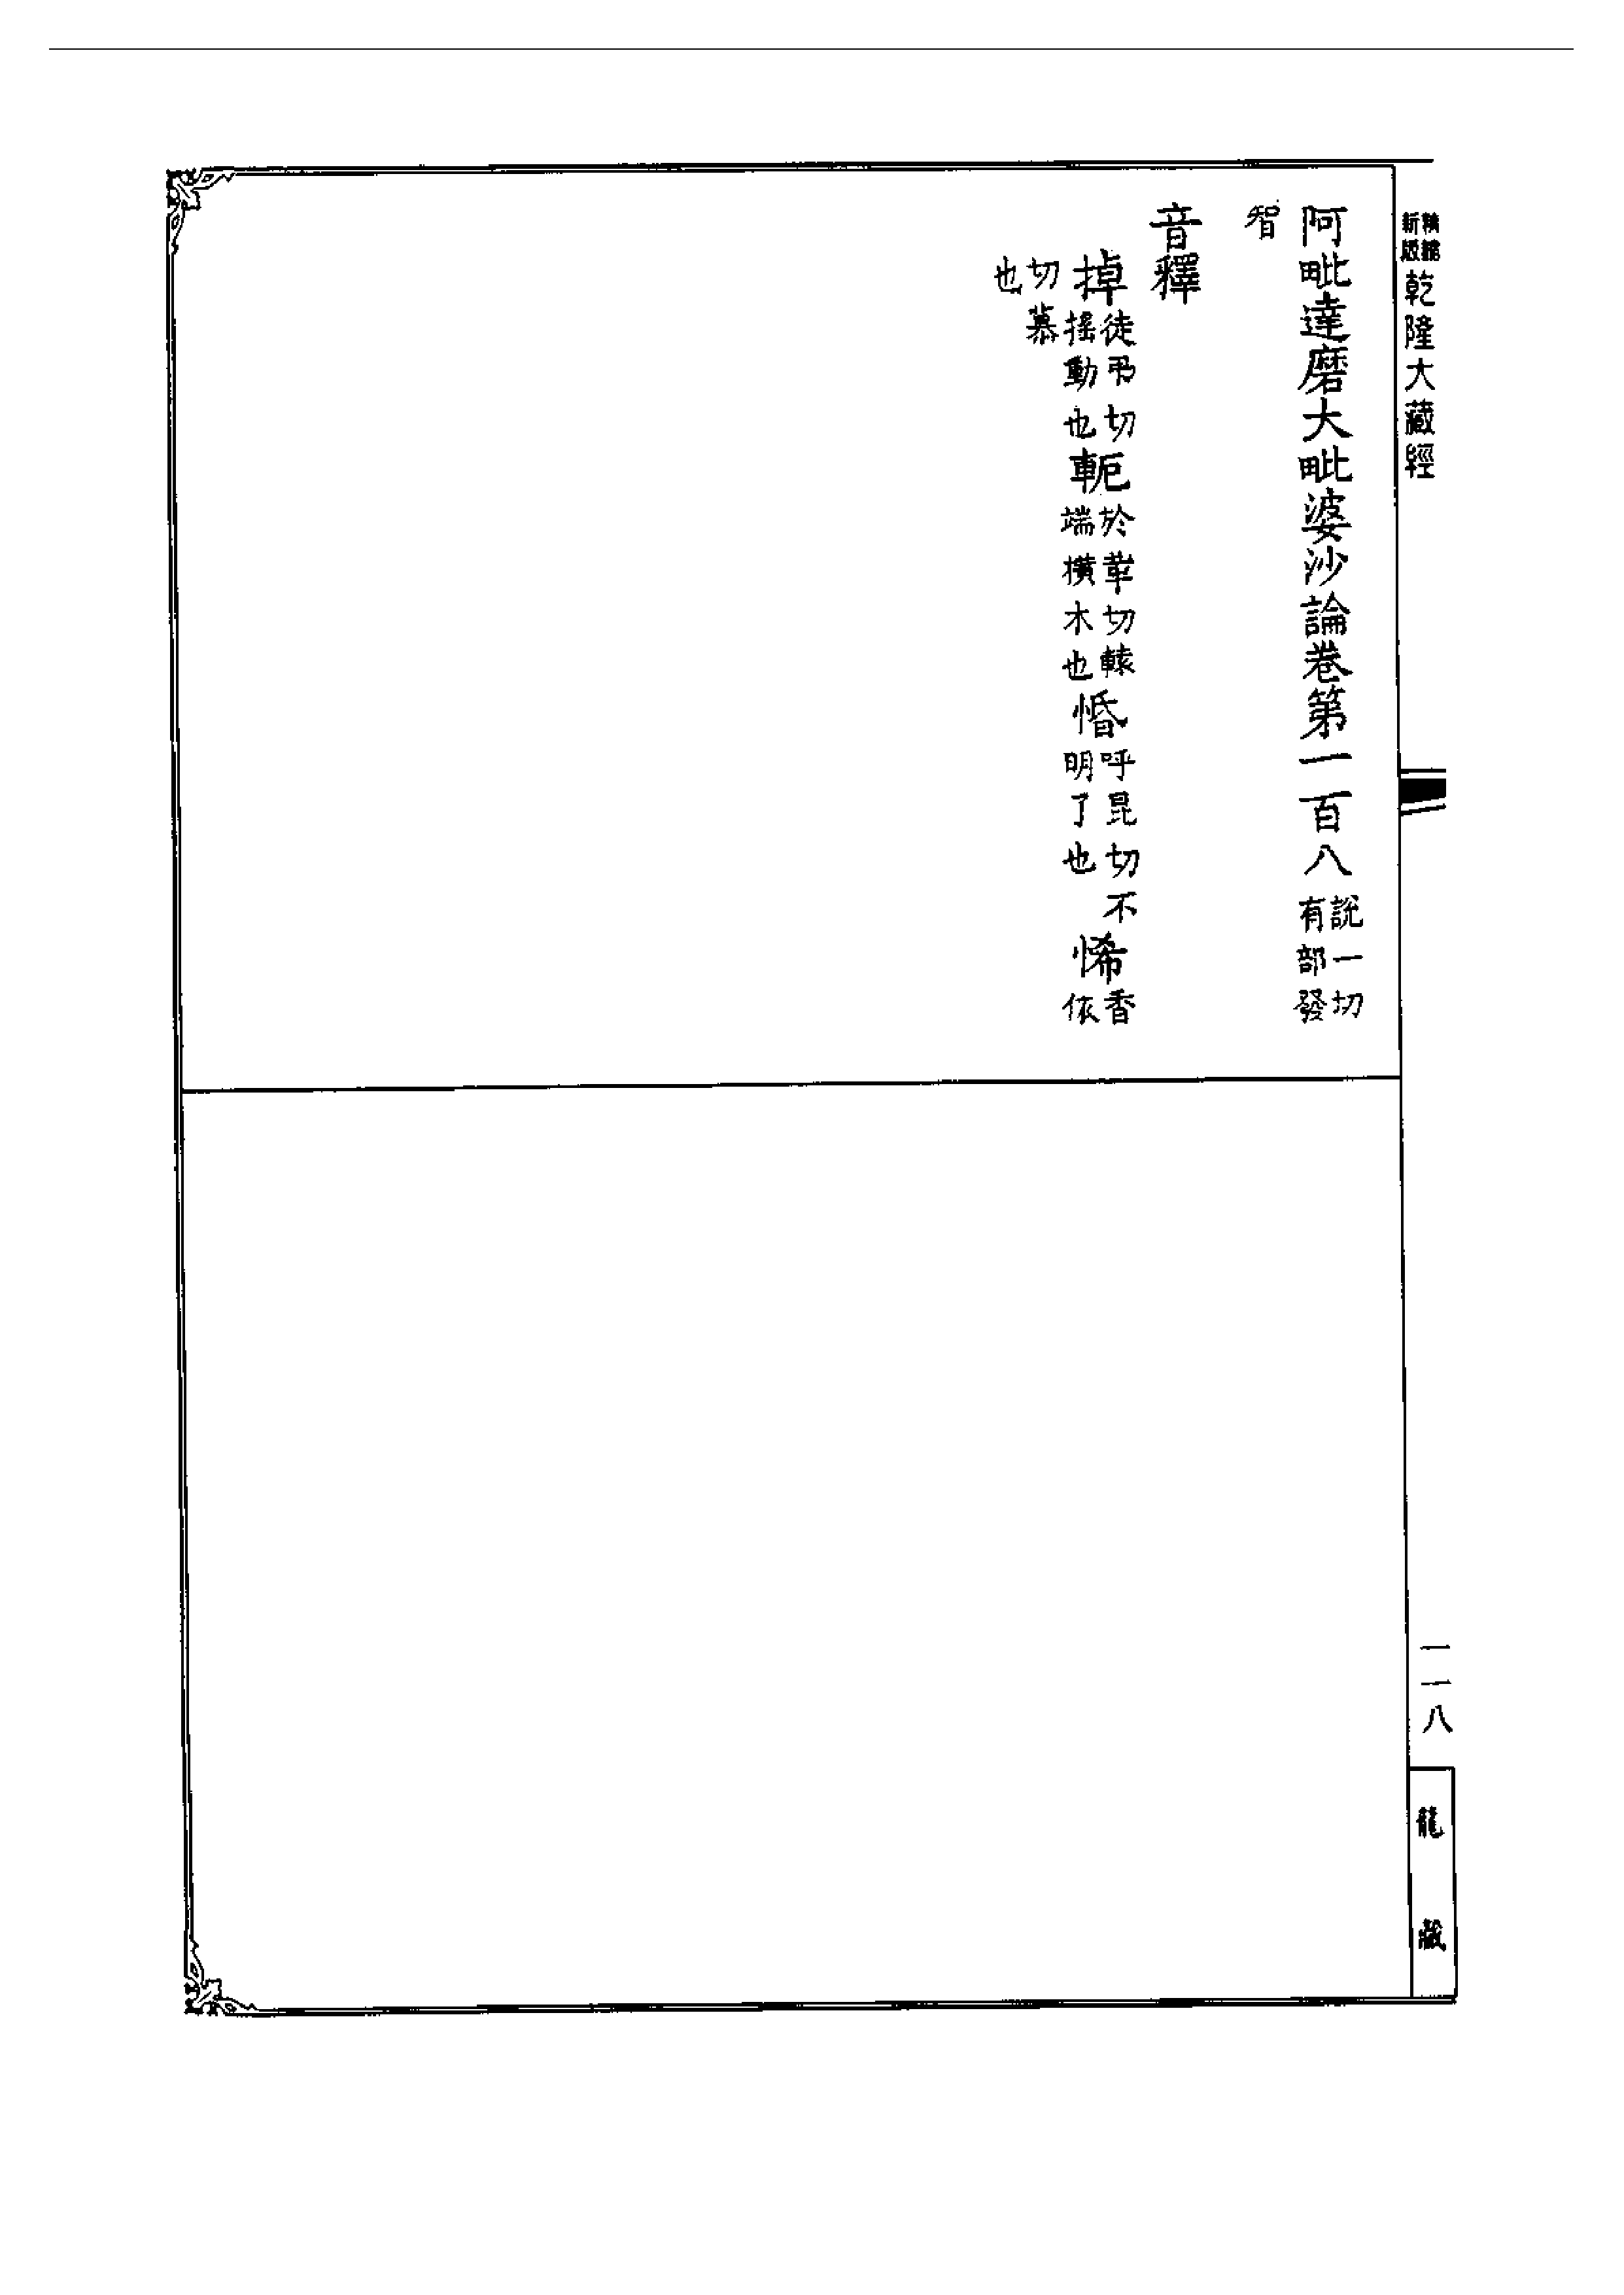 精縮新版乾隆大藏經
阿毗達磨大毗婆沙論卷第一百八說一切有部發
智
音釋
掉徒弔切搖動也軛於革切轅端橫木也惛呼昆切不明了也悕香依
切慕也
一一八
龍藏